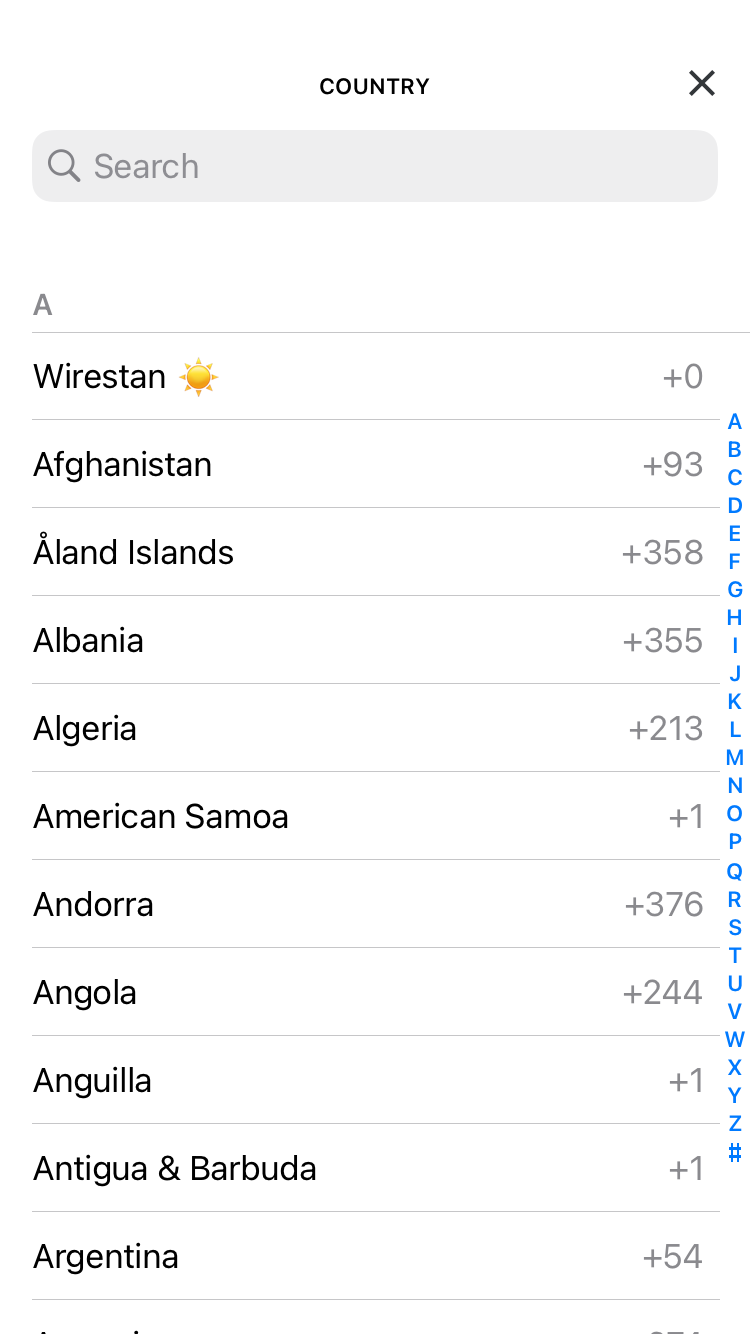 COUNTRY
Search
A
Wirestan ☀️ +0
Afghanistan +93
Åland Islands +358
Albania +355
Algeria +213
American Samoa +1
Andorra +376
Angola +244
Anguilla +1
Antigua & Barbuda +1
Argentina +54
A
B
C
D
E
F
G
H
I
J
K
L
M
N
O
P
Q
R
S
T
U
V
W
X
Y
Z
#